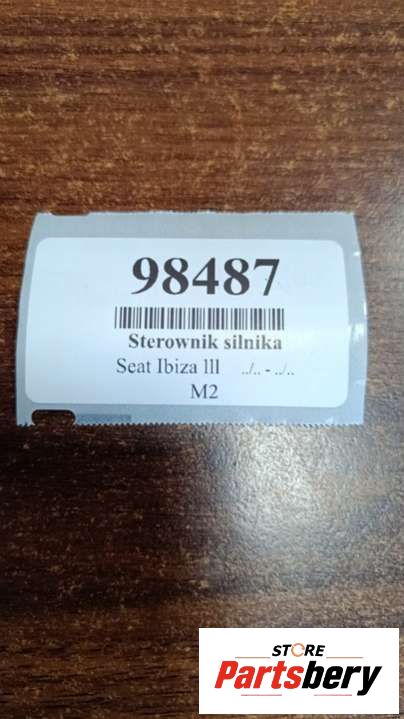 98487
Sterownik silnika
Seat Ibiza lll ../.. - ../..
M2
STORE
Partsbery